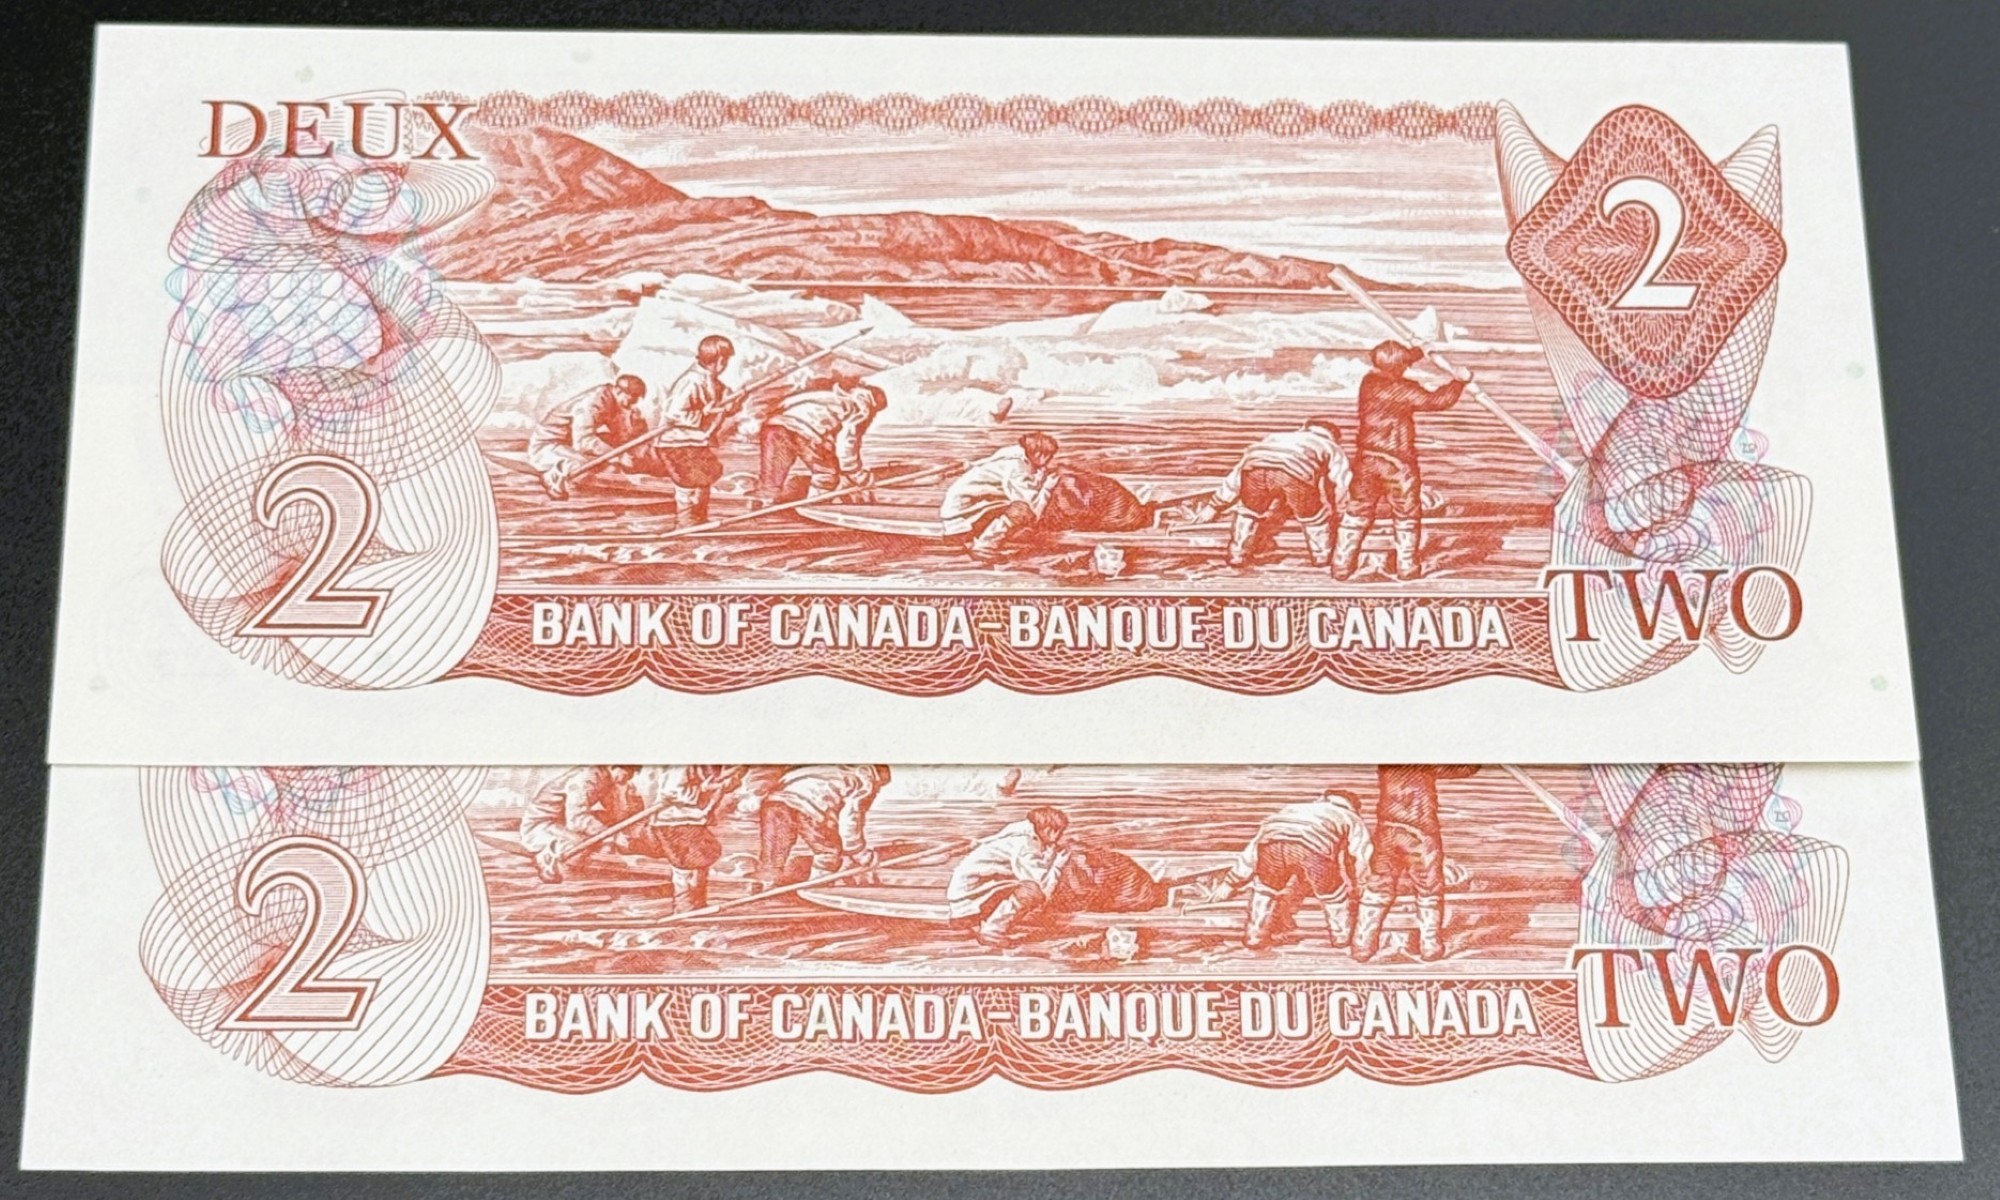 DEUX
2
2
BANK OF CANADA-BANQUE DU CANADA
TWO
2
BANK OF CANADA-BANQUE DU CANADA
TWO